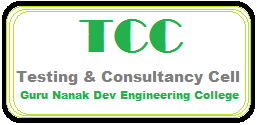 TCC
Testing & Consultancy Cell
Guru Nanak Dev Engineering College